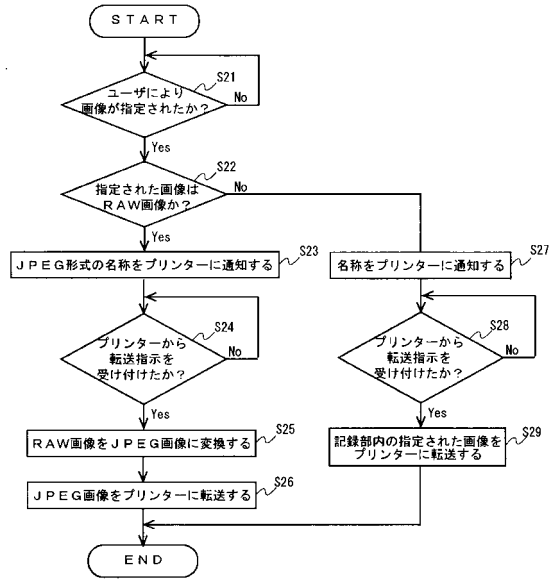 START
S21
ユーザにより
画像が指定されたか?
No
Yes
S22
指定された画像は
RAW画像か?
No
Yes
S23
JPEG形式の名称をプリンターに通知する
S27
名称をプリンターに通知する
S24
プリンターから
転送指示を
受け付けたか?
No
Yes
S28
プリンターから
転送指示を
受け付けたか?
No
Yes
S25
RAW画像をJPEG画像に変換する
S29
記録部内の指定された画像を
プリンターに転送する
S26
JPEG画像をプリンターに転送する
END